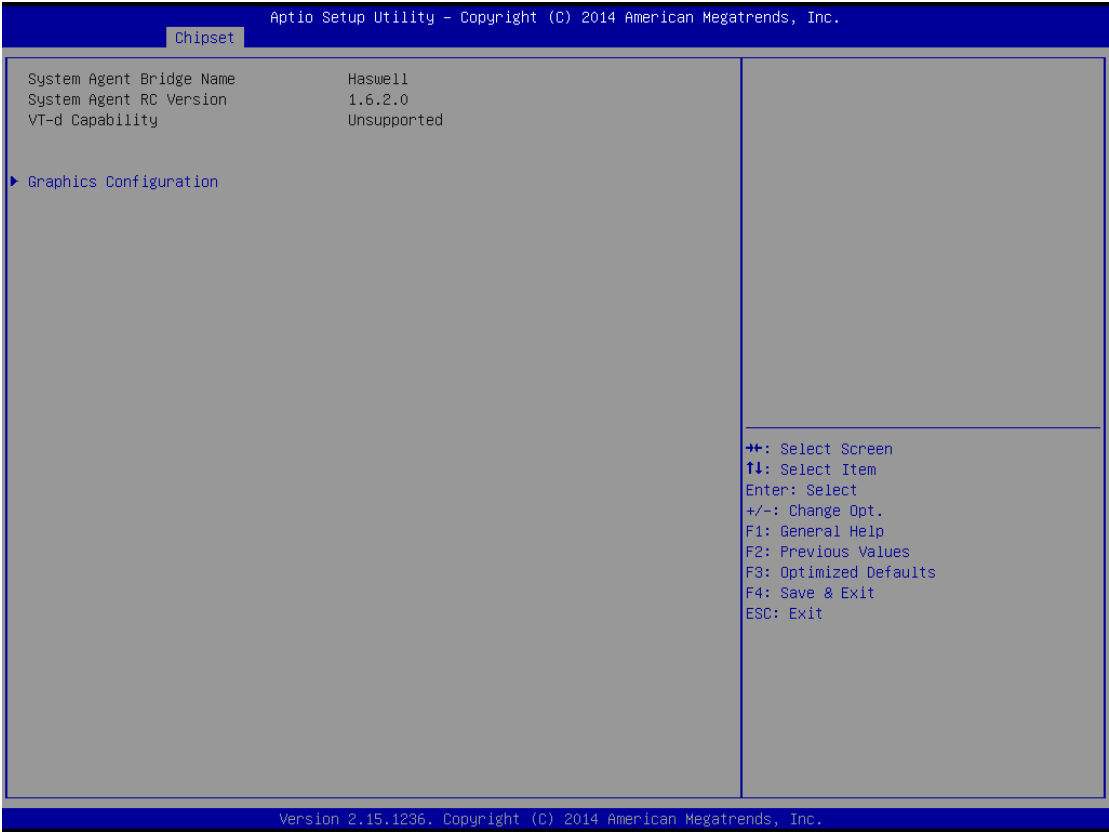 Aptio Setup Utility – Copyright (C) 2014 American Megatrends, Inc.
Chipset
System Agent Bridge Name Haswell
System Agent RC Version 1.6.2.0
VT-d Capability Unsupported
▶ Graphics Configuration
→←: Select Screen
↑↓: Select Item
Enter: Select
+/-: Change Opt.
F1: General Help
F2: Previous Values
F3: Optimized Defaults
F4: Save & Exit
ESC: Exit
Version 2.15.1236. Copyright (C) 2014 American Megatrends, Inc.